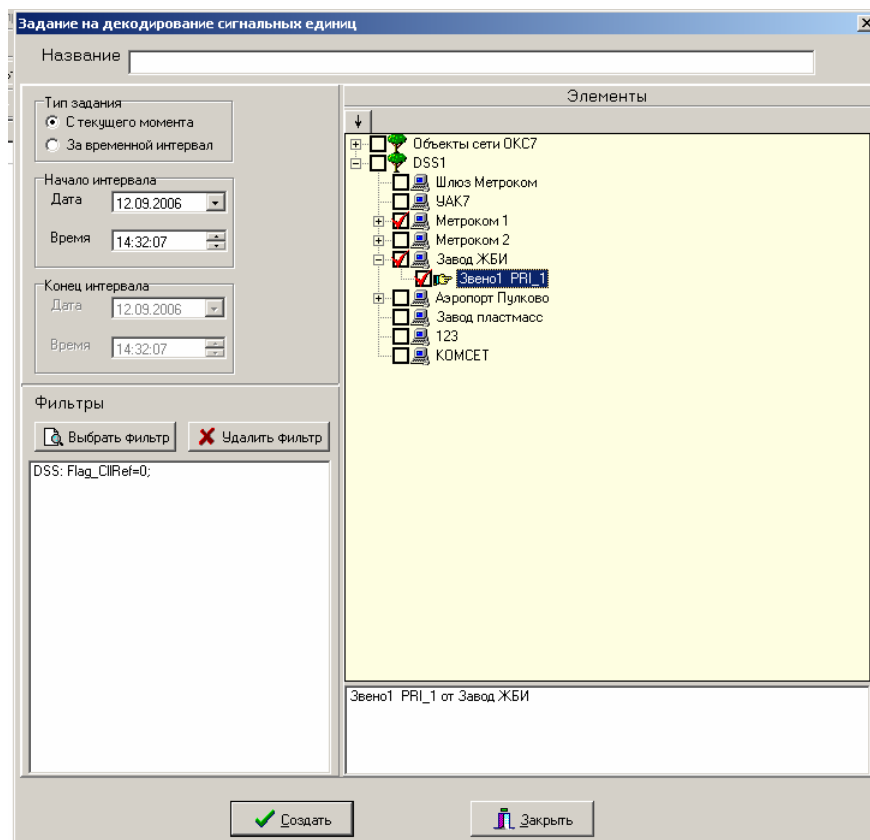 Задание на декодирование сигнальных единиц
Название
Тип задания
С текущего момента
За временной интервал
Начало интервала
Дата 12.09.2006
Время 14:32:07
Конец интервала
Дата 12.09.2006
Время 14:32:07
Фильтры
Выбрать фильтр Удалить фильтр
DSS: Flag_CllRef=0;
Элементы
Объекты сети ОКС7
DSS1
Шлюз Метроком
УАК7
Метроком 1
Метроком 2
Завод ЖБИ
Звено1 PRI_1
Аэропорт Пулково
Завод пластмасс
123
КОМСЕТ
Звено1 PRI_1 от Завод ЖБИ
Создать Закрыть